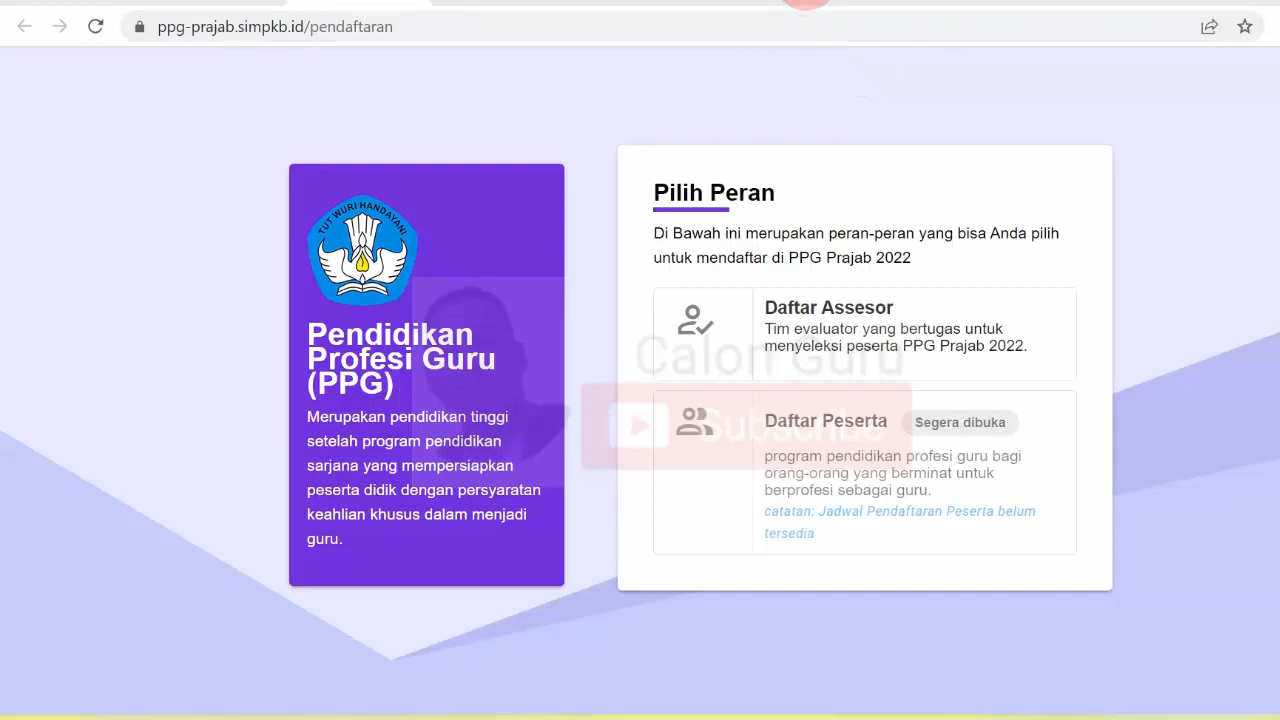 ppg-prajab.simpkb.id/pendaftaran
TUT WURI HANDAYANI
Pendidikan
Profesi Guru
(PPG)
Merupakan pendidikan tinggi
setelah program pendidikan
sarjana yang mempersiapkan
peserta didik dengan persyaratan
keahlian khusus dalam menjadi
guru.
Pilih Peran
Di Bawah ini merupakan peran-peran yang bisa Anda pilih
untuk mendaftar di PPG Prajab 2022
Daftar Assesor
Tim evaluator yang bertugas untuk
menyeleksi peserta PPG Prajab 2022.
Calon Guru
Subscribe
Daftar Peserta Segera dibuka
program pendidikan profesi guru bagi
orang-orang yang berminat untuk
berprofesi sebagai guru.
catatan: Jadwal Pendaftaran Peserta belum
tersedia